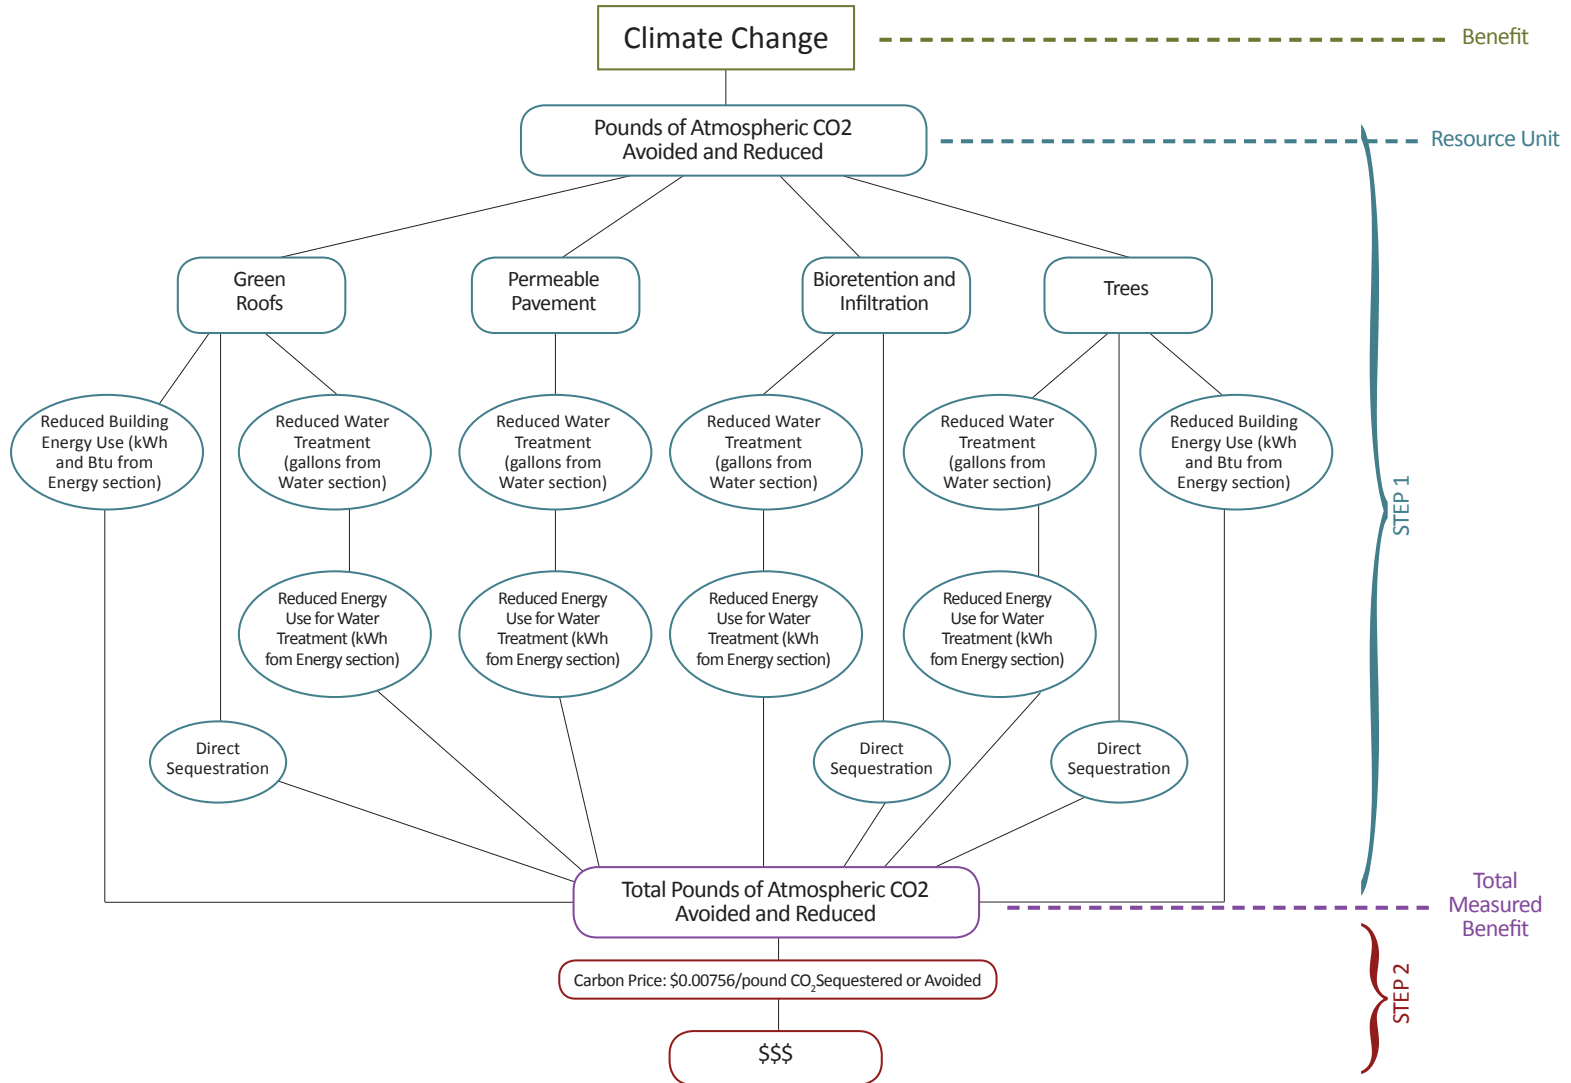 Climate Change
Benefit
Pounds of Atmospheric CO2
Avoided and Reduced
Resource Unit
Green
Roofs
Permeable
Pavement
Bioretention and
Infiltration
Trees
Reduced Building
Energy Use (kWh
and Btu from
Energy section)
Reduced Water
Treatment
(gallons from
Water section)
Reduced Water
Treatment
(gallons from
Water section)
Reduced Water
Treatment
(gallons from
Water section)
Reduced Water
Treatment
(gallons from
Water section)
Reduced Building
Energy Use (kWh
and Btu from
Energy section)
STEP 1
Reduced Energy
Use for Water
Treatment (kWh
fom Energy section)
Reduced Energy
Use for Water
Treatment (kWh
fom Energy section)
Reduced Energy
Use for Water
Treatment (kWh
fom Energy section)
Reduced Energy
Use for Water
Treatment (kWh
fom Energy section)
Direct
Sequestration
Direct
Sequestration
Direct
Sequestration
Total Pounds of Atmospheric CO2
Avoided and Reduced
Total
Measured
Benefit
Carbon Price: $0.00756/pound CO₂Sequestered or Avoided
STEP 2
$$$